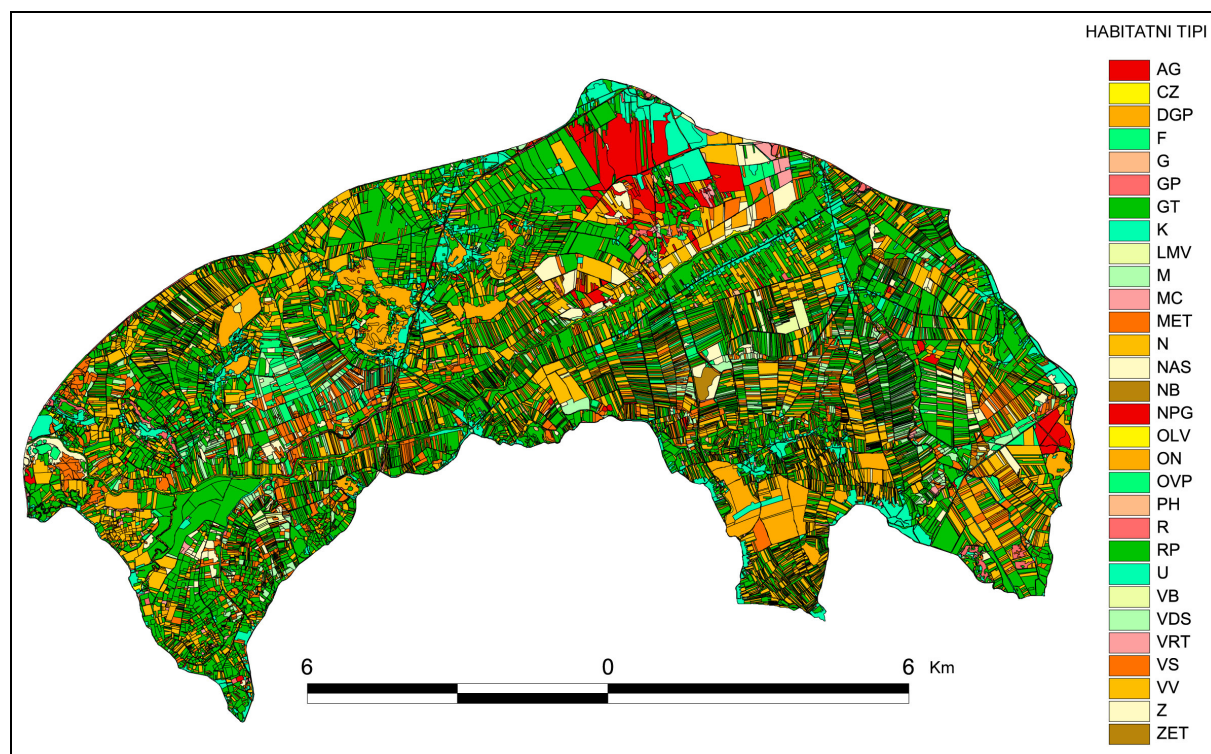 HABITATNI TIPI
AG
CZ
DGP
F
G
GP
GT
K
LMV
M
MC
MET
N
NAS
NB
NPG
OLV
ON
OVP
PH
R
RP
U
VB
VDS
VRT
VS
VV
Z
ZET
6 0 6 Km